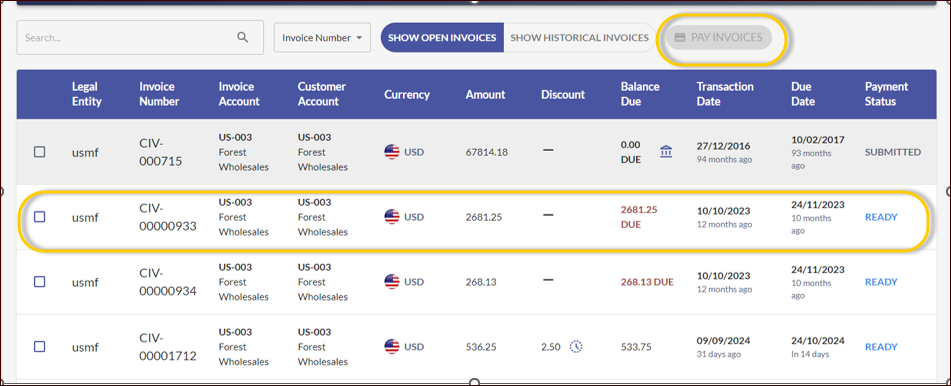 Search...
Invoice Number
SHOW OPEN INVOICES
SHOW HISTORICAL INVOICES
PAY INVOICES
Legal Entity
Invoice Number
Invoice Account
Customer Account
Currency
Amount
Discount
Balance Due
Transaction Date
Due Date
Payment Status
usmf
CIV-
000715
US-003
Forest
Wholesales
US-003
Forest
Wholesales
USD
67814.18
—
0.00
DUE
27/12/2016
94 months ago
10/02/2017
93 months
ago
SUBMITTED
usmf
CIV-
00000933
US-003
Forest
Wholesales
US-003
Forest
Wholesales
USD
2681.25
—
2681.25
DUE
10/10/2023
12 months ago
24/11/2023
10 months
ago
READY
usmf
CIV-
00000934
US-003
Forest
Wholesales
US-003
Forest
Wholesales
USD
268.13
—
268.13 DUE
10/10/2023
12 months ago
24/11/2023
10 months
ago
READY
usmf
CIV-
00001712
US-003
Forest
Wholesales
US-003
Forest
Wholesales
USD
536.25
2.50
533.75
09/09/2024
31 days ago
24/10/2024
In 14 days
READY